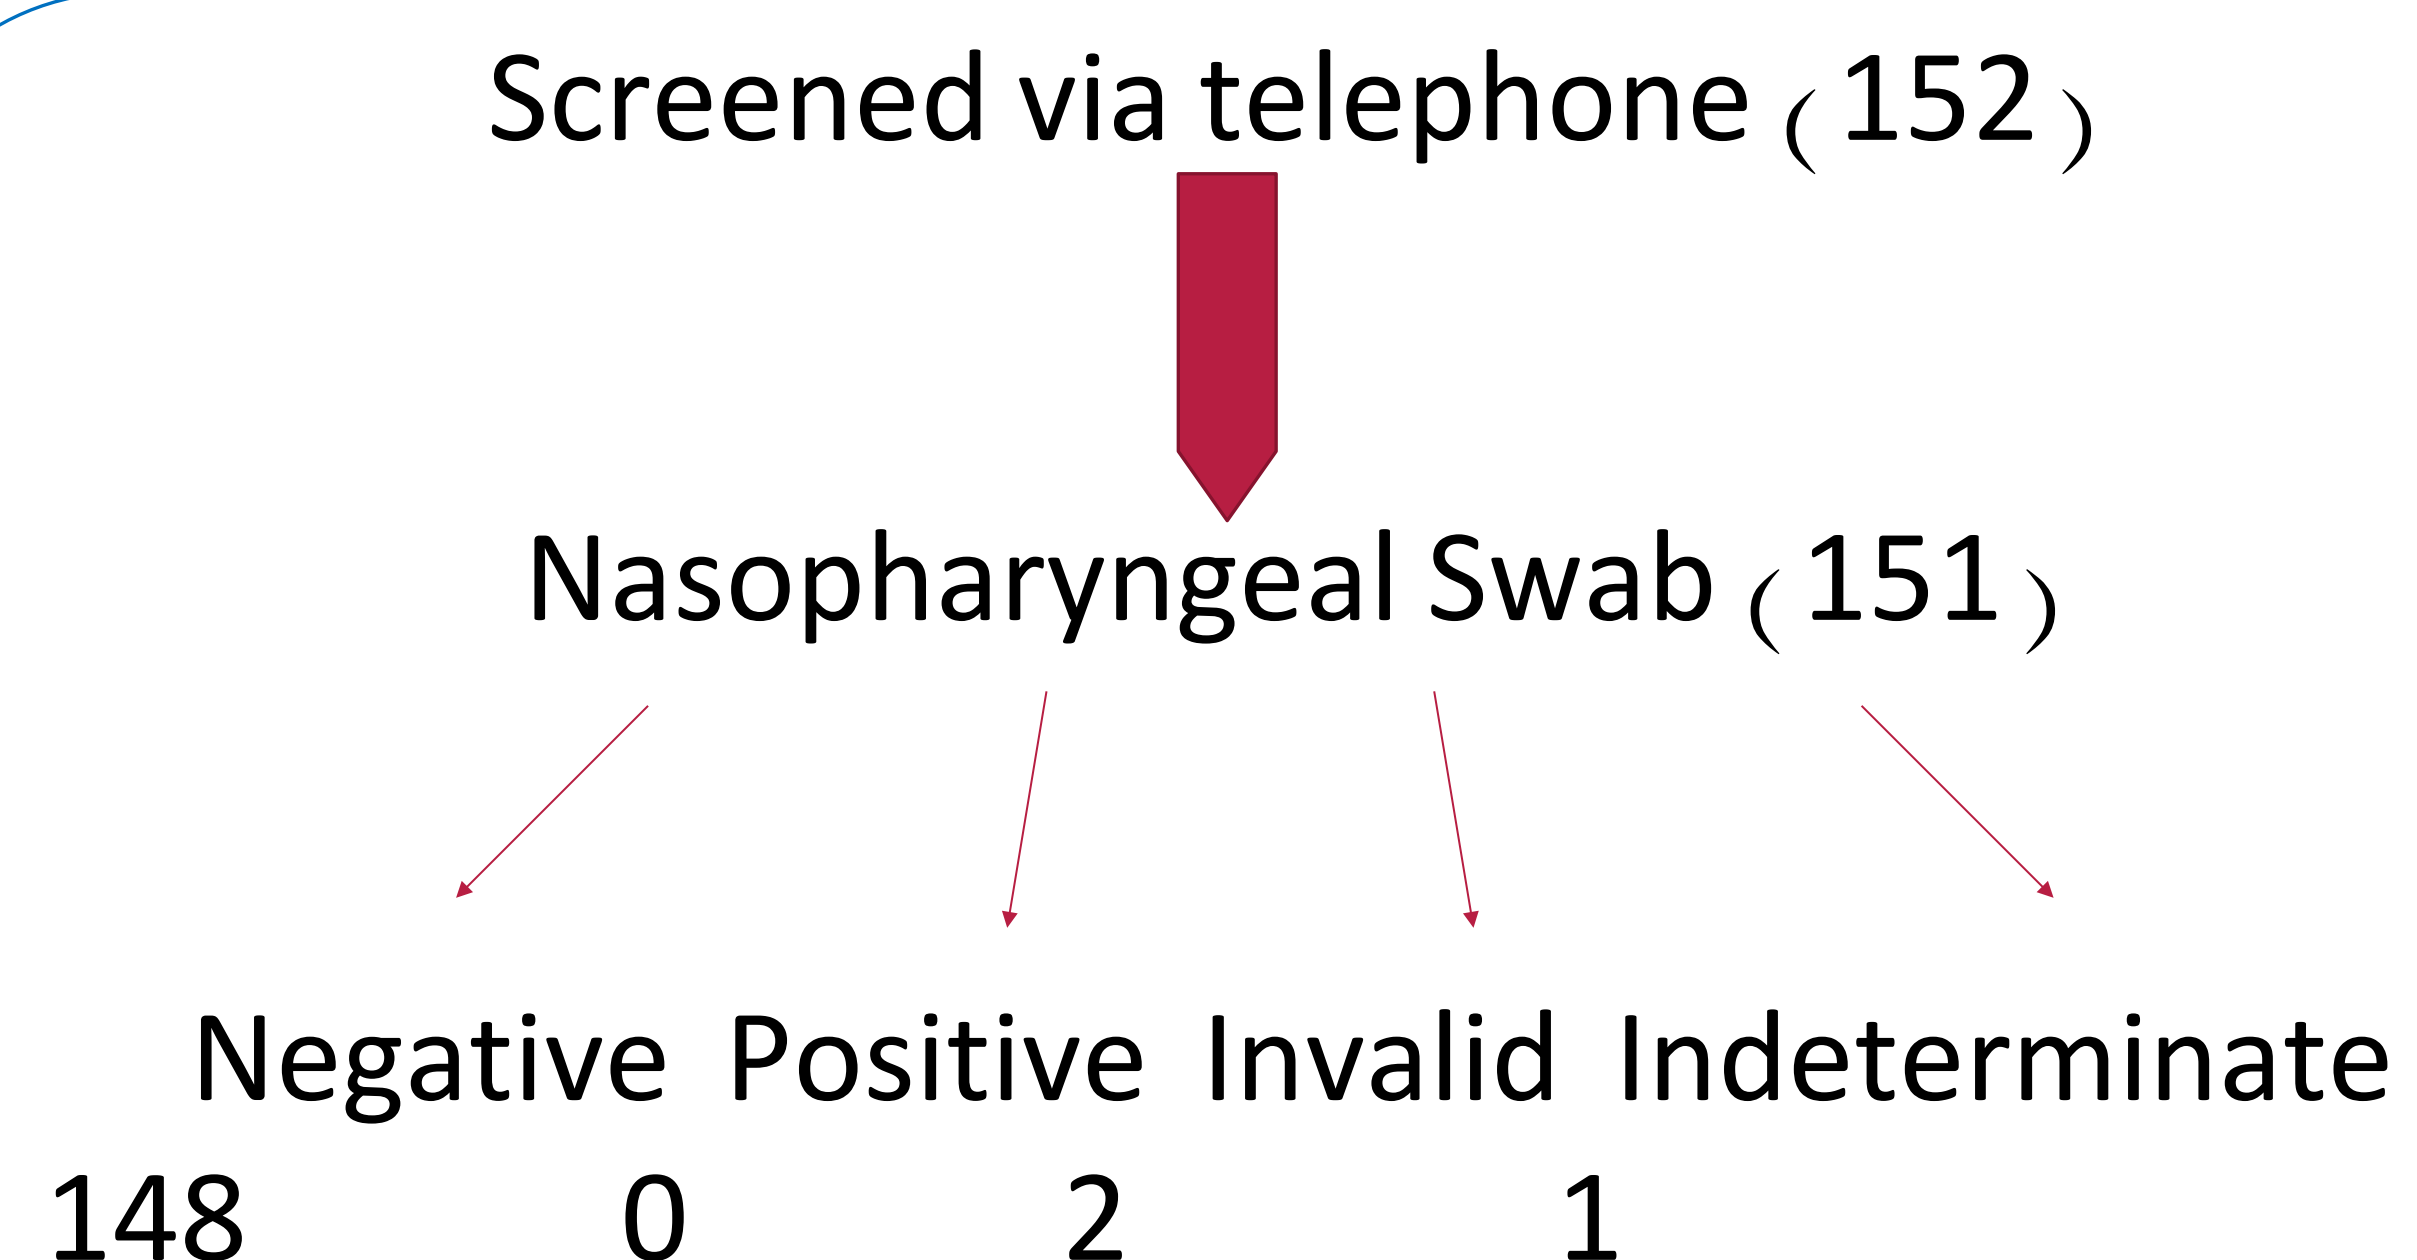 Screened via telephone (152)
Nasopharyngeal Swab (151)
Negative Positive Invalid Indeterminate
148 0 2 1